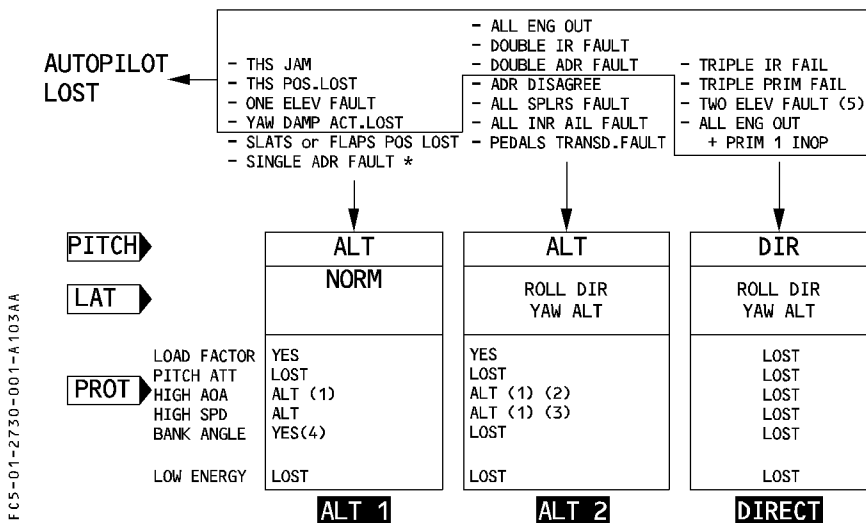 AUTOPILOT
LOST
- THS JAM
- THS POS.LOST
- ONE ELEV FAULT
- YAW DAMP ACT.LOST
- SLATS or FLAPS POS LOST
- SINGLE ADR FAULT *
- ALL ENG OUT
- DOUBLE IR FAULT
- DOUBLE ADR FAULT
- ADR DISAGREE
- ALL SPLRS FAULT
- ALL INR AIL FAULT
- PEDALS TRANSD.FAULT
- TRIPLE IR FAIL
- TRIPLE PRIM FAIL
- TWO ELEV FAULT (5)
- ALL ENG OUT
+ PRIM 1 INOP
PITCH ALT ALT DIR
LAT NORM ROLL DIR ROLL DIR
YAW ALT YAW ALT
PROT
LOAD FACTOR YES YES LOST
PITCH ATT LOST LOST LOST
HIGH AOA ALT (1) ALT (1) (2) LOST
HIGH SPD ALT ALT (1) (3) LOST
BANK ANGLE YES(4) LOST LOST
LOW ENERGY LOST LOST LOST
ALT 1 ALT 2 DIRECT
FC5-01-2730-001-A103AA